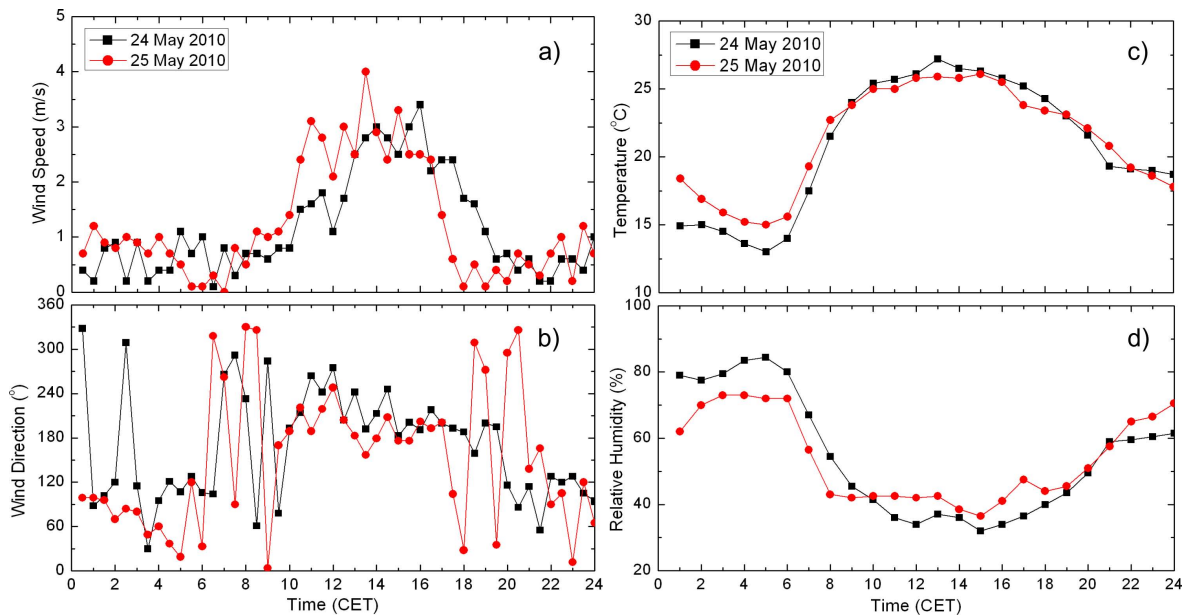 24 May 2010
25 May 2010
a)
5
4
3
2
1
0
Wind Speed (m/s)
360
300
240
180
120
60
0
Wind Direction (°)
b)
0 2 4 6 8 10 12 14 16 18 20 22 24
Time (CET)
24 May 2010
25 May 2010
c)
30
25
20
15
10
Temperature (°C)
100
80
60
40
20
Relative Humidity (%)
d)
0 2 4 6 8 10 12 14 16 18 20 22 24
Time (CET)